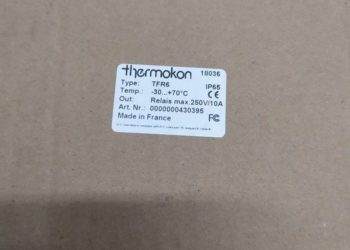 thermokon 18036
Type: TFR6 IP65
Temp.: -30...+70°C CE
Out: Relais max.250V/10A
Art. Nr.: 0000000430395
Made in France FC